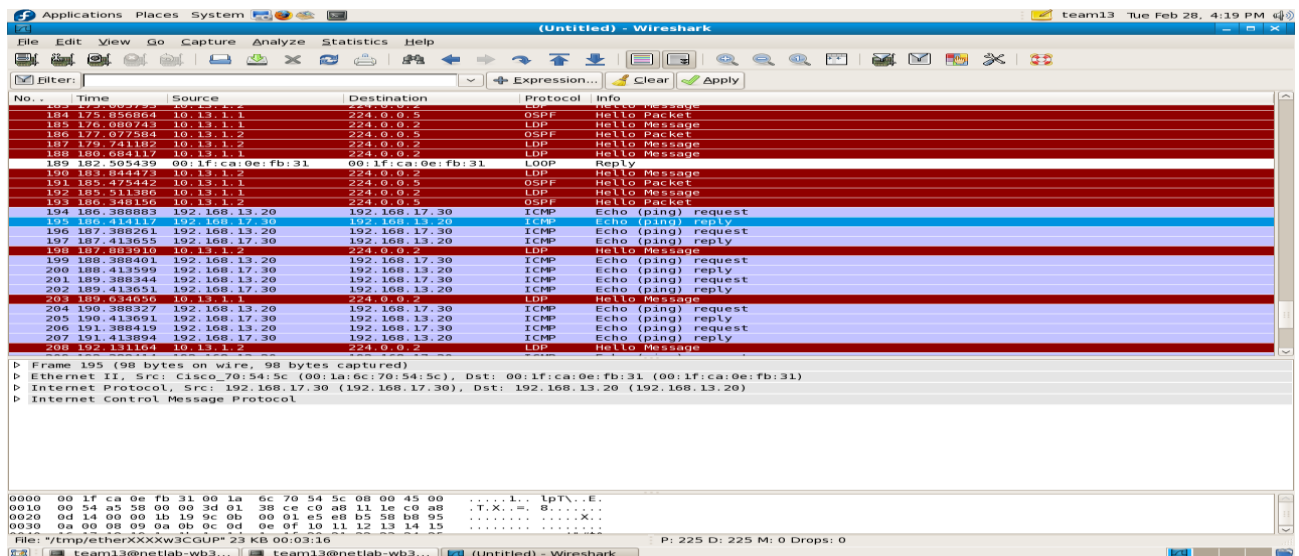 Applications Places System team13 Tue Feb 28, 4:19 PM
(Untitled) - Wireshark
File Edit View Go Capture Analyze Statistics Help
Filter: Expression... Clear Apply
No. . Time Source Destination Protocol Info
183 175.603793 10.13.1.2 224.0.0.2 LDP Hello Message
184 175.856864 10.13.1.1 224.0.0.5 OSPF Hello Packet
185 176.080743 10.13.1.1 224.0.0.2 LDP Hello Message
186 177.077584 10.13.1.2 224.0.0.5 OSPF Hello Packet
187 179.741182 10.13.1.2 224.0.0.2 LDP Hello Message
188 180.684117 10.13.1.1 224.0.0.2 LDP Hello Message
189 182.505439 00:1f:ca:0e:fb:31 00:1f:ca:0e:fb:31 LOOP Reply
190 183.844473 10.13.1.2 224.0.0.2 LDP Hello Message
191 185.475442 10.13.1.1 224.0.0.5 OSPF Hello Packet
192 185.511386 10.13.1.1 224.0.0.2 LDP Hello Message
193 186.348156 10.13.1.2 224.0.0.5 OSPF Hello Packet
194 186.388883 192.168.13.20 192.168.17.30 ICMP Echo (ping) request
195 186.414117 192.168.17.30 192.168.13.20 ICMP Echo (ping) reply
196 187.388261 192.168.13.20 192.168.17.30 ICMP Echo (ping) request
197 187.413655 192.168.17.30 192.168.13.20 ICMP Echo (ping) reply
198 187.883910 10.13.1.2 224.0.0.2 LDP Hello Message
199 188.388401 192.168.13.20 192.168.17.30 ICMP Echo (ping) request
200 188.413599 192.168.17.30 192.168.13.20 ICMP Echo (ping) reply
201 189.388344 192.168.13.20 192.168.17.30 ICMP Echo (ping) request
202 189.413651 192.168.17.30 192.168.13.20 ICMP Echo (ping) reply
203 189.634656 10.13.1.1 224.0.0.2 LDP Hello Message
204 190.388327 192.168.13.20 192.168.17.30 ICMP Echo (ping) request
205 190.413691 192.168.17.30 192.168.13.20 ICMP Echo (ping) reply
206 191.388419 192.168.13.20 192.168.17.30 ICMP Echo (ping) request
207 191.413894 192.168.17.30 192.168.13.20 ICMP Echo (ping) reply
208 192.131164 10.13.1.2 224.0.0.2 LDP Hello Message
Frame 195 (98 bytes on wire, 98 bytes captured)
Ethernet II, Src: Cisco_70:54:5c (00:1a:6c:70:54:5c), Dst: 00:1f:ca:0e:fb:31 (00:1f:ca:0e:fb:31)
Internet Protocol, Src: 192.168.17.30 (192.168.17.30), Dst: 192.168.13.20 (192.168.13.20)
Internet Control Message Protocol
0000 00 1f ca 0e fb 31 00 1a 6c 70 54 5c 08 00 45 00 .....1.. lpT\..E.
0010 00 54 a5 58 00 00 3d 01 38 ce c0 a8 11 1e c0 a8 .T.X..=. 8.......
0020 0d 14 00 00 1b 19 9c 0b 00 01 e5 e8 b5 58 b8 95 ........ .....X..
0030 0a 00 08 09 0a 0b 0c 0d 0e 0f 10 11 12 13 14 15 ........ ........
File: "/tmp/etherXXXXw3CGUP" 23 KB 00:03:16 P: 225 D: 225 M: 0 Drops: 0
team13@netlab-wb3... team13@netlab-wb3... (Untitled) - Wireshark